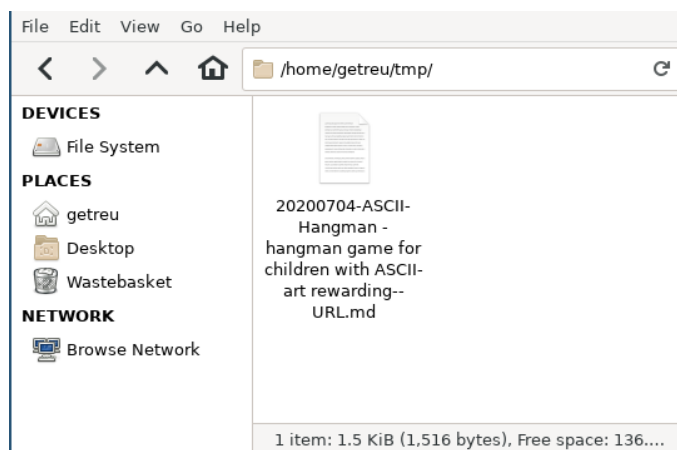 File Edit View Go Help
/home/getreu/tmp/
DEVICES
File System
PLACES
getreu
Desktop
Wastebasket
NETWORK
Browse Network
20200704-ASCII-
Hangman -
hangman game for
children with ASCII-
art rewarding--
URL.md
1 item: 1.5 KiB (1,516 bytes), Free space: 136....